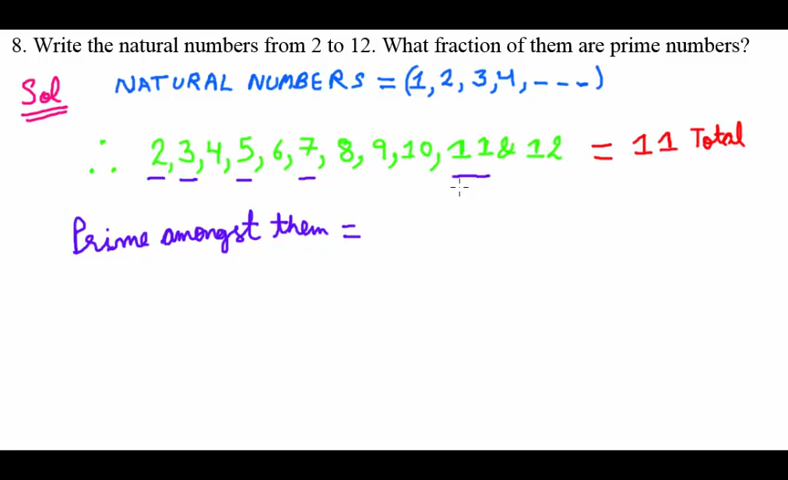 8. Write the natural numbers from 2 to 12. What fraction of them are prime numbers?
Sol NATURAL NUMBERS = (1, 2, 3, 4, ----)
∴ 2, 3, 4, 5, 6, 7, 8, 9, 10, 11 & 12 = 11 Total
Prime amongst them =